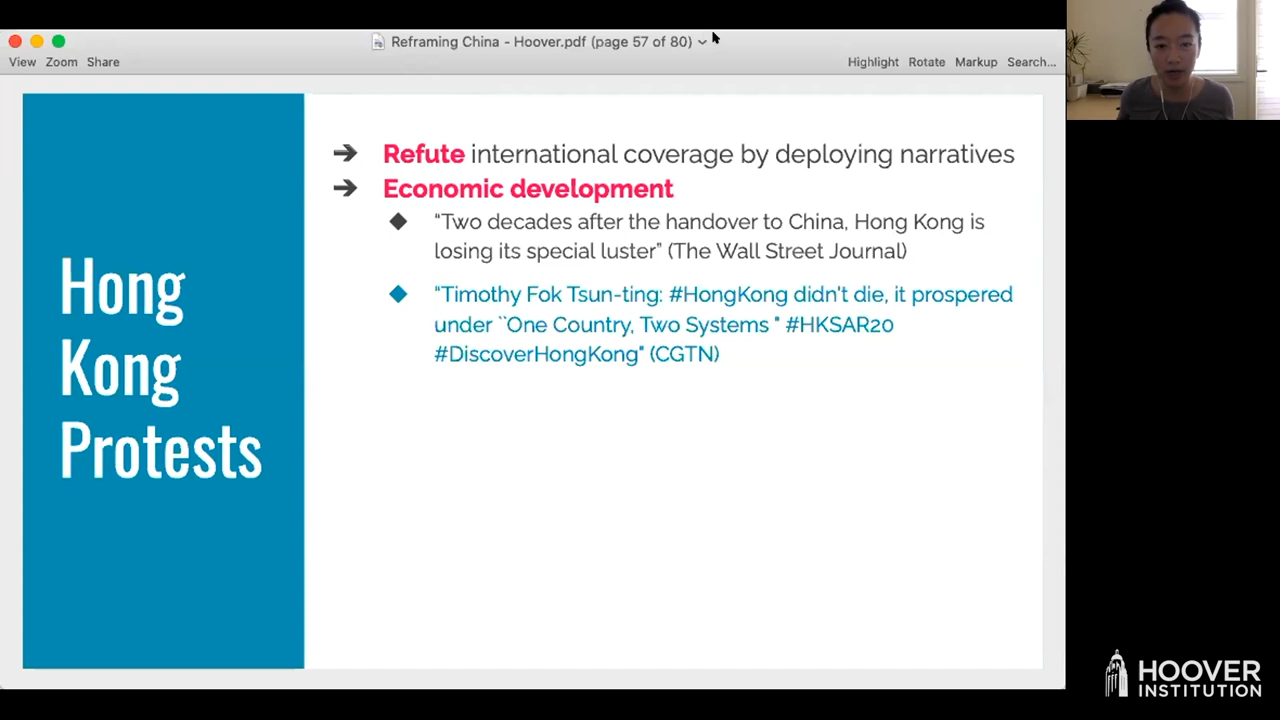 Reframing China - Hoover.pdf (page 57 of 80)
View Zoom Share
Highlight Rotate Markup Search...
Hong
Kong
Protests
➔ Refute international coverage by deploying narratives
➔ Economic development
◆ “Two decades after the handover to China, Hong Kong is
losing its special luster” (The Wall Street Journal)
◆ “Timothy Fok Tsun-ting: #HongKong didn't die, it prospered
under ``One Country, Two Systems " #HKSAR20
#DiscoverHongKong" (CGTN)
HOOVER
INSTITUTION